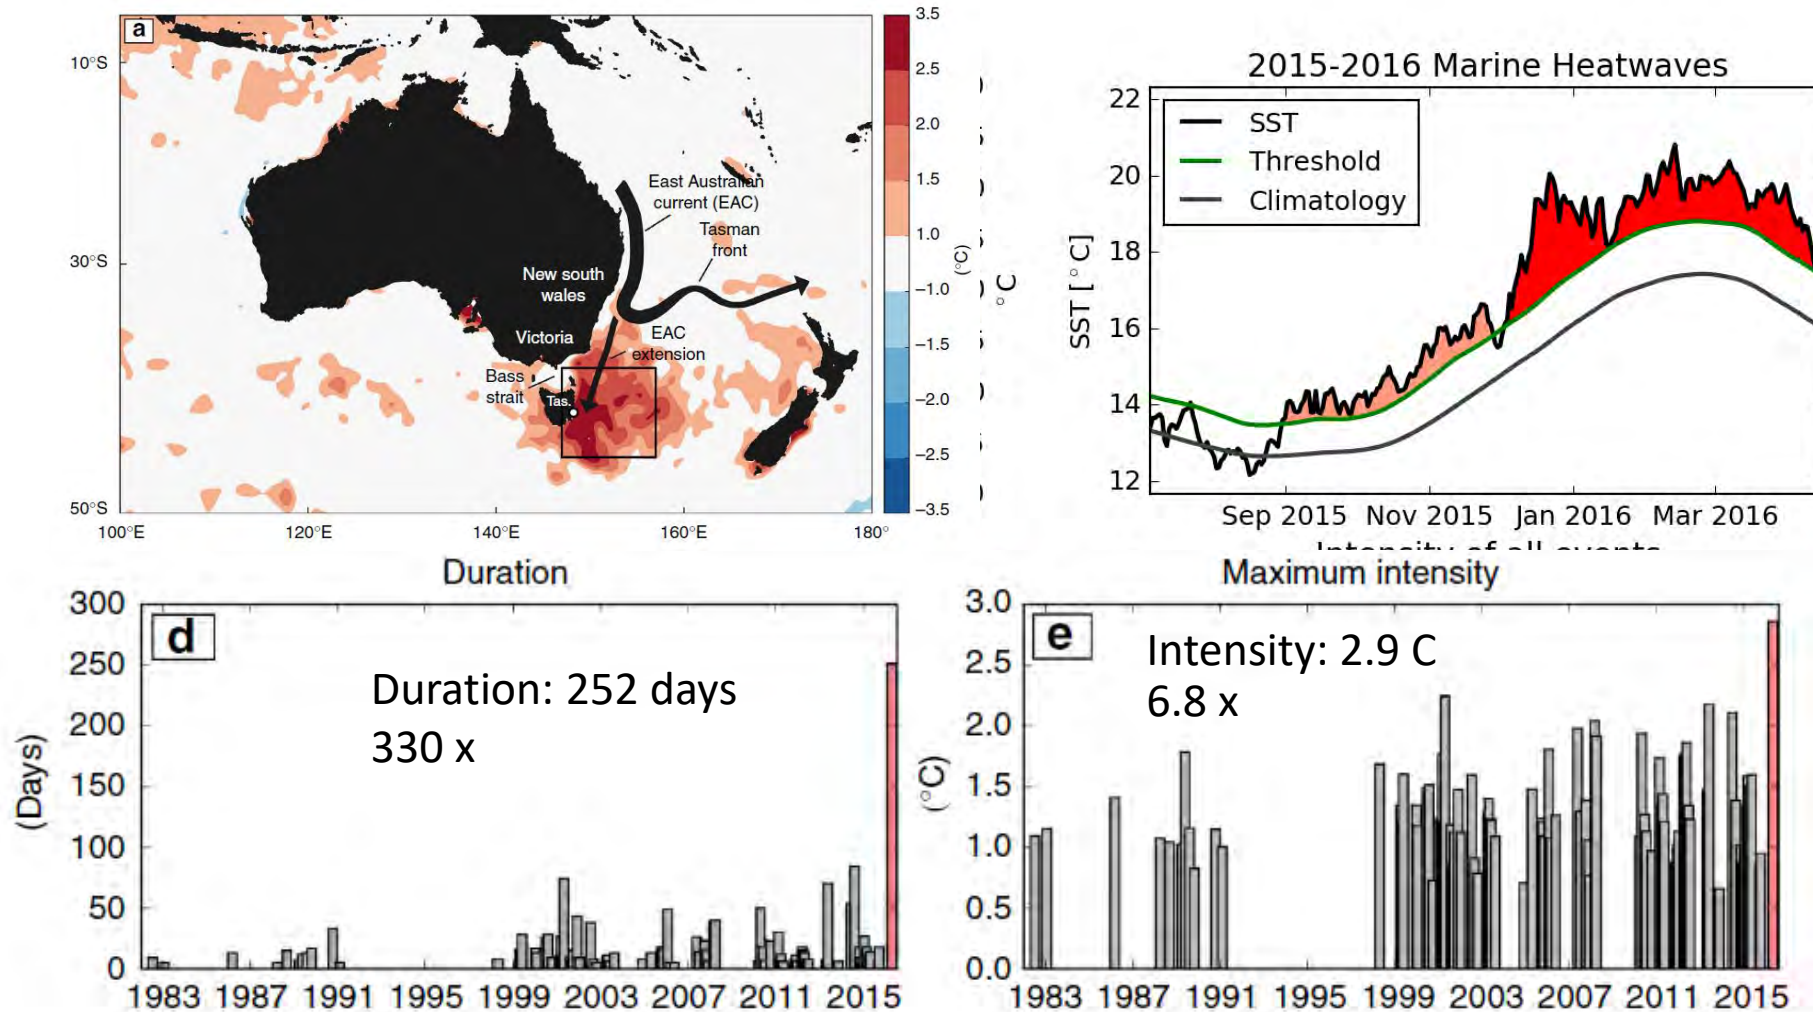 a
10°S
30°S
50°S
100°E
120°E
140°E
160°E
180°
East Australian
current (EAC)
Tasman
front
New south
wales
Victoria
EAC
extension
Bass
strait
Tas.
3.5
2.5
2.0
1.5
1.0
−1.0
−1.5
−2.0
−2.5
−3.5
(°C)
°C
2015-2016 Marine Heatwaves
SST
Threshold
Climatology
SST [°C]
22
20
18
16
14
12
Sep 2015
Nov 2015
Jan 2016
Mar 2016
Intensity of all events
Duration
d
Duration: 252 days
330 x
(Days)
300
250
200
150
100
50
0
1983
1987
1991
1995
1999
2003
2007
2011
2015
Maximum intensity
e
Intensity: 2.9 C
6.8 x
(°C)
3.0
2.5
2.0
1.5
1.0
0.5
0.0
1983
1987
1991
1995
1999
2003
2007
2011
2015